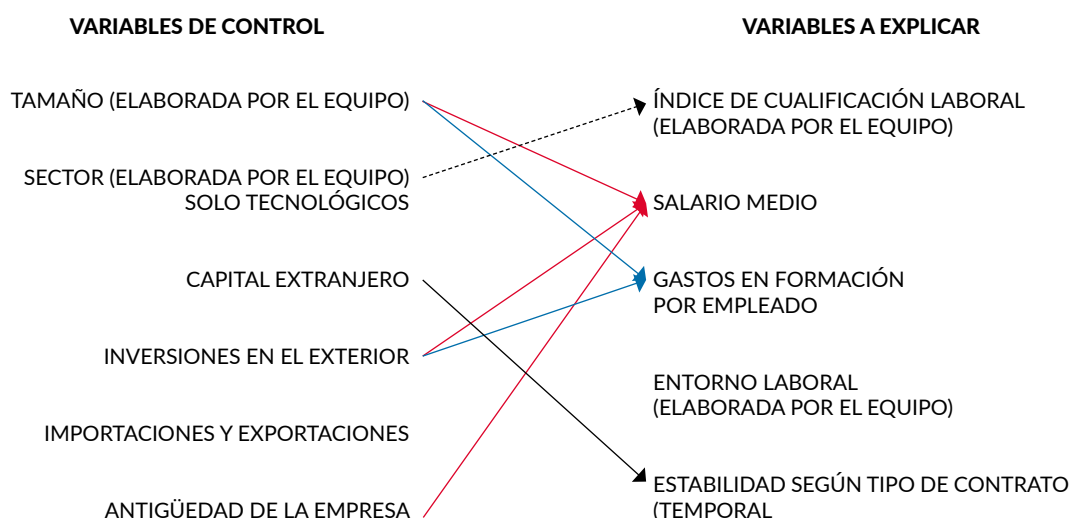 VARIABLES DE CONTROL
VARIABLES A EXPLICAR
TAMAÑO (ELABORADA POR EL EQUIPO)
ÍNDICE DE CUALIFICACIÓN LABORAL
(ELABORADA POR EL EQUIPO)
SECTOR (ELABORADA POR EL EQUIPO)
SOLO TECNOLÓGICOS
SALARIO MEDIO
CAPITAL EXTRANJERO
GASTOS EN FORMACIÓN
POR EMPLEADO
INVERSIONES EN EL EXTERIOR
ENTORNO LABORAL
(ELABORADA POR EL EQUIPO)
IMPORTACIONES Y EXPORTACIONES
ESTABILIDAD SEGÚN TIPO DE CONTRATO
(TEMPORAL
ANTIGÜEDAD DE LA EMPRESA